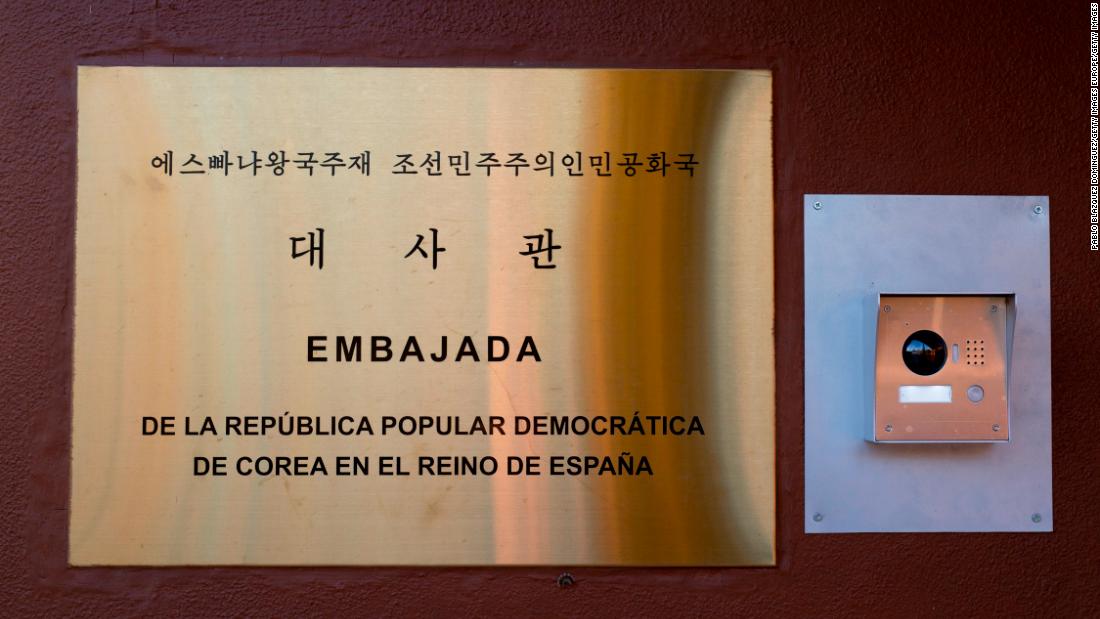 에스빠냐왕국주재 조선민주주의인민공화국
대 사 관
EMBAJADA
DE LA REPÚBLICA POPULAR DEMOCRÁTICA
DE COREA EN EL REINO DE ESPAÑA
PABLO BLAZQUEZ DOMINGUEZ/GETTY IMAGES EUROPE/GETTY IMAGES